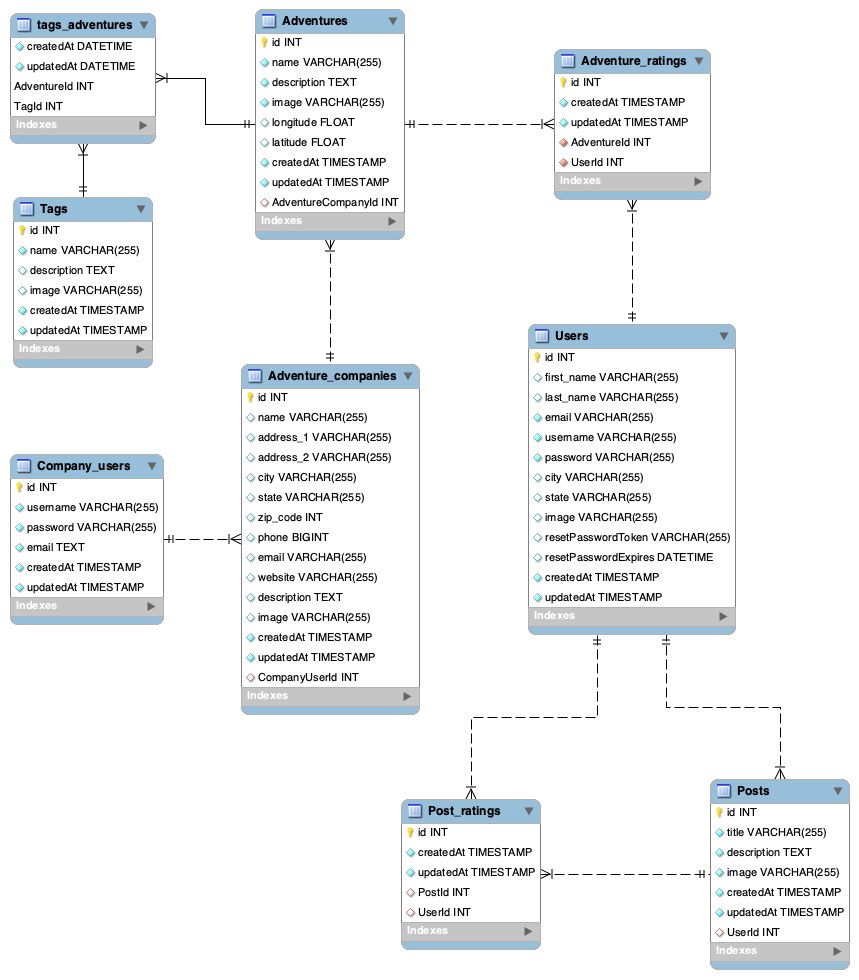 tags_adventures
createdAt DATETIME
updatedAt DATETIME
AdventureId INT
TagId INT
Indexes
Adventures
id INT
name VARCHAR(255)
description TEXT
image VARCHAR(255)
longitude FLOAT
latitude FLOAT
createdAt TIMESTAMP
updatedAt TIMESTAMP
AdventureCompanyId INT
Indexes
Adventure_ratings
id INT
createdAt TIMESTAMP
updatedAt TIMESTAMP
AdventureId INT
UserId INT
Indexes
Tags
id INT
name VARCHAR(255)
description TEXT
image VARCHAR(255)
createdAt TIMESTAMP
updatedAt TIMESTAMP
Indexes
Adventure_companies
id INT
name VARCHAR(255)
address_1 VARCHAR(255)
address_2 VARCHAR(255)
city VARCHAR(255)
state VARCHAR(255)
zip_code INT
phone BIGINT
email VARCHAR(255)
website VARCHAR(255)
description TEXT
image VARCHAR(255)
createdAt TIMESTAMP
updatedAt TIMESTAMP
CompanyUserId INT
Indexes
Users
id INT
first_name VARCHAR(255)
last_name VARCHAR(255)
email VARCHAR(255)
username VARCHAR(255)
password VARCHAR(255)
city VARCHAR(255)
state VARCHAR(255)
image VARCHAR(255)
resetPasswordToken VARCHAR(255)
resetPasswordExpires DATETIME
createdAt TIMESTAMP
updatedAt TIMESTAMP
Indexes
Company_users
id INT
username VARCHAR(255)
password VARCHAR(255)
email TEXT
createdAt TIMESTAMP
updatedAt TIMESTAMP
Indexes
Post_ratings
id INT
createdAt TIMESTAMP
updatedAt TIMESTAMP
PostId INT
UserId INT
Indexes
Posts
id INT
title VARCHAR(255)
description TEXT
image VARCHAR(255)
createdAt TIMESTAMP
updatedAt TIMESTAMP
UserId INT
Indexes